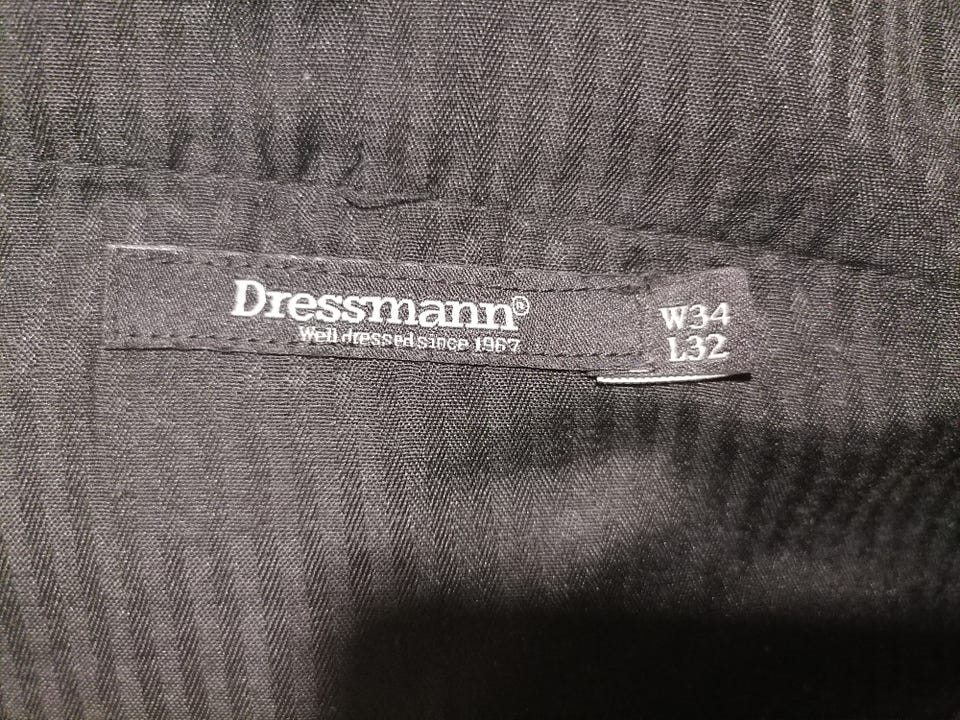 Dressmann®
Well dressed since 1967
W34
L32